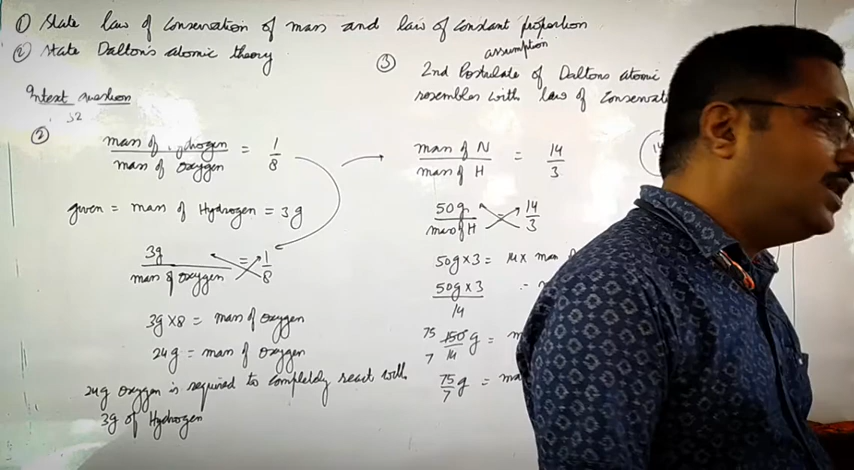 ① State law of conservation of mass and law of constant proportion
② State Dalton's atomic theory
Intext question
32
②
mass of hydrogen / mass of oxygen = 1/8
given = mass of Hydrogen = 3g
3g / mass of oxygen = 1/8
3g×8 = mass of oxygen
24g = mass of oxygen
24g oxygen is required to completely react with
3g of Hydrogen
③ assumption
2nd Postulate of Daltons atomic
resembles with law of
mass of N / mass of H = 14/3
50g / mass of H = 14/3
50g×3 = 14× mass
50g×3 / 14 =
75 150 / 7 14 g =
75/7 g = ma